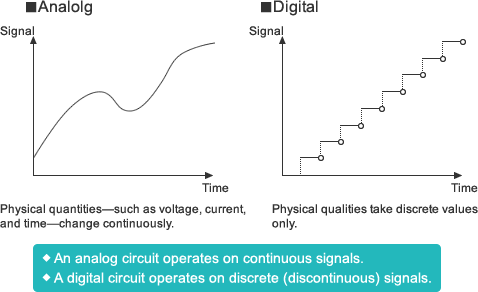 ■Analolg
Signal
Time
Physical quantities—such as voltage, current,
and time—change continuously.
■Digital
Signal
Time
Physical qualities take discrete values
only.
◆ An analog circuit operates on continuous signals.
◆ A digital circuit operates on discrete (discontinuous) signals.